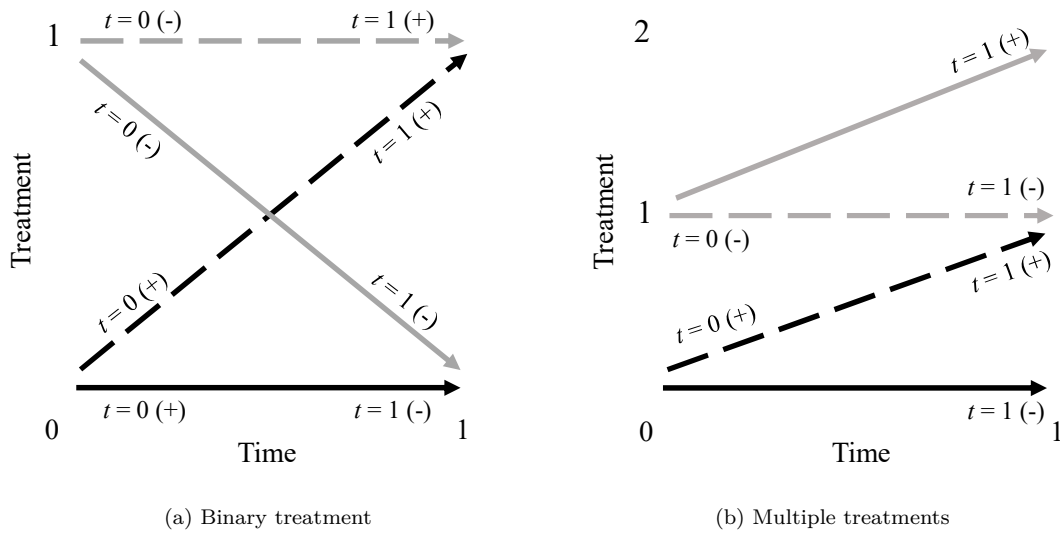 t = 0 (-)
t = 1 (+)
1
t = 0 (-)
t = 1 (+)
Treatment
t = 0 (+)
t = 1 (-)
t = 0 (+)
t = 1 (-)
0
1
Time
(a) Binary treatment
2
t = 1 (+)
t = 1 (-)
1
t = 0 (-)
Treatment
t = 1 (+)
t = 0 (+)
t = 1 (-)
0
1
Time
(b) Multiple treatments